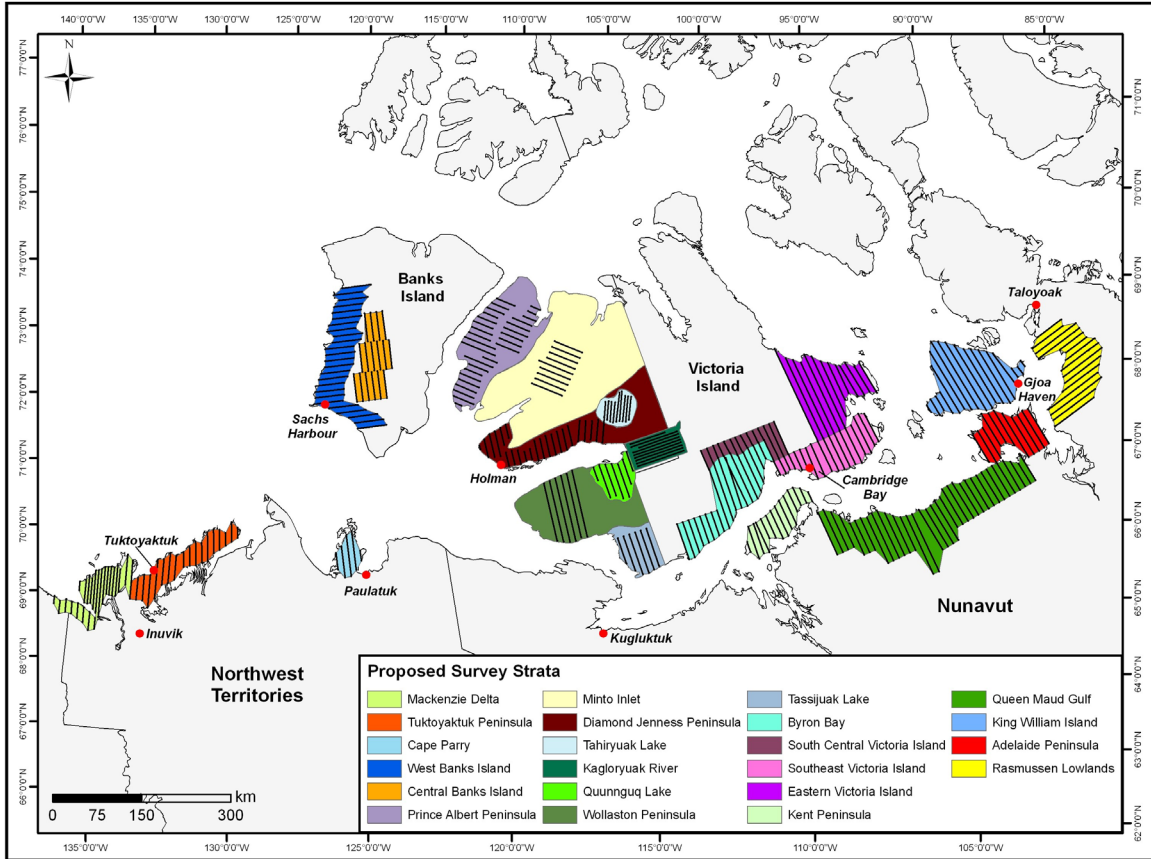 140°0'0"W 135°0'0"W 130°0'0"W 125°0'0"W 120°0'0"W 115°0'0"W 110°0'0"W 105°0'0"W 100°0'0"W 95°0'0"W 90°0'0"W 85°0'0"W
N
77°0'0"N
76°0'0"N
75°0'0"N
74°0'0"N
73°0'0"N
72°0'0"N
71°0'0"N
70°0'0"N
69°0'0"N
68°0'0"N
67°0'0"N
66°0'0"N
71°0'0"N
70°0'0"N
69°0'0"N
68°0'0"N
67°0'0"N
66°0'0"N
65°0'0"N
64°0'0"N
63°0'0"N
62°0'0"N
Banks
Island
Taloyoak
Victoria
Island
Gjoa
Haven
Sachs
Harbour
Holman
Cambridge
Bay
Tuktoyaktuk
Paulatuk
Inuvik
Kugluktuk
Nunavut
Northwest
Territories
Proposed Survey Strata
Mackenzie Delta
Tuktoyaktuk Peninsula
Cape Parry
West Banks Island
Central Banks Island
Prince Albert Peninsula
Minto Inlet
Diamond Jenness Peninsula
Tahiryuak Lake
Kagloryuak River
Quunnguq Lake
Wollaston Peninsula
Tassijuak Lake
Byron Bay
South Central Victoria Island
Southeast Victoria Island
Eastern Victoria Island
Kent Peninsula
Queen Maud Gulf
King William Island
Adelaide Peninsula
Rasmussen Lowlands
km
0 75 150 300
135°0'0"W 130°0'0"W 125°0'0"W 120°0'0"W 115°0'0"W 110°0'0"W 105°0'0"W